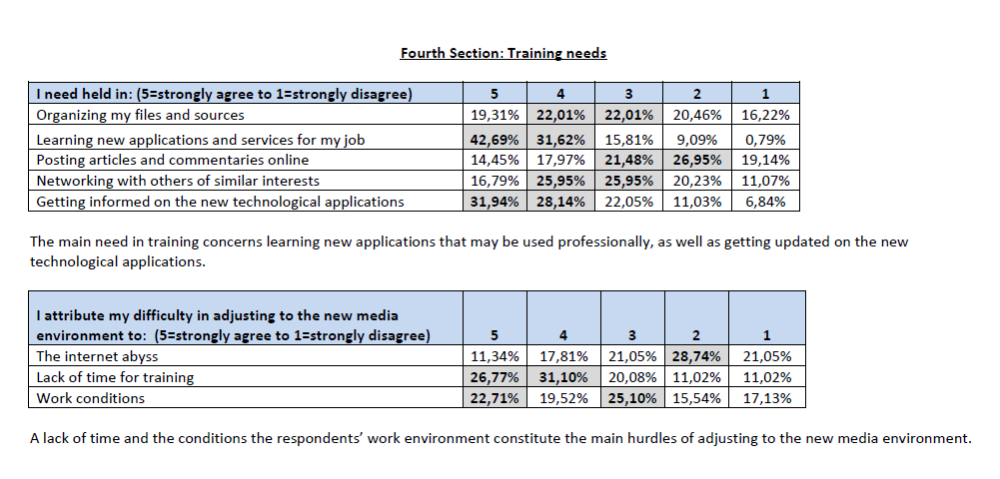 Fourth Section: Training needs
I need held in: (5=strongly agree to 1=strongly disagree) 5 4 3 2 1
Organizing my files and sources 19,31% 22,01% 22,01% 20,46% 16,22%
Learning new applications and services for my job 42,69% 31,62% 15,81% 9,09% 0,79%
Posting articles and commentaries online 14,45% 17,97% 21,48% 26,95% 19,14%
Networking with others of similar interests 16,79% 25,95% 25,95% 20,23% 11,07%
Getting informed on the new technological applications 31,94% 28,14% 22,05% 11,03% 6,84%
The main need in training concerns learning new applications that may be used professionally, as well as getting updated on the new
technological applications.
I attribute my difficulty in adjusting to the new media
environment to: (5=strongly agree to 1=strongly disagree) 5 4 3 2 1
The internet abyss 11,34% 17,81% 21,05% 28,74% 21,05%
Lack of time for training 26,77% 31,10% 20,08% 11,02% 11,02%
Work conditions 22,71% 19,52% 25,10% 15,54% 17,13%
A lack of time and the conditions the respondents' work environment constitute the main hurdles of adjusting to the new media environment.